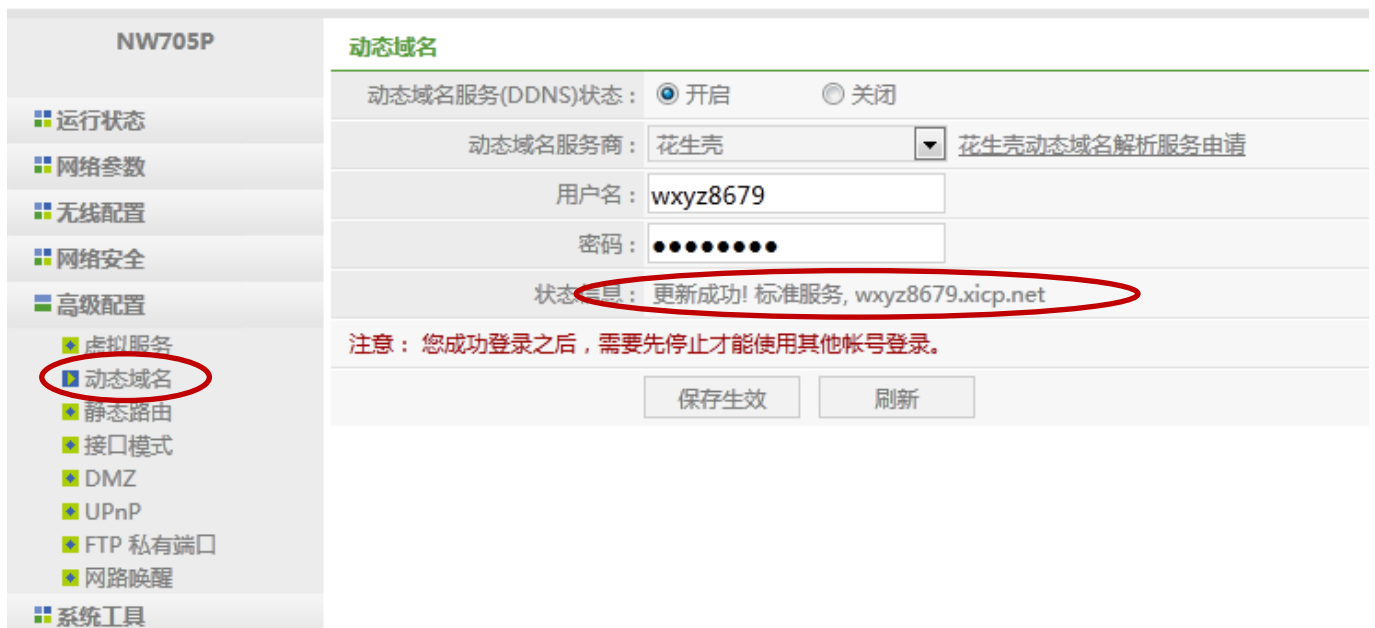 NW705P
运行状态
网络参数
无线配置
网络安全
高级配置
虚拟服务
动态域名
静态路由
接口模式
DMZ
UPnP
FTP 私有端口
网路唤醒
系统工具
动态域名
动态域名服务(DDNS)状态： 开启 关闭
动态域名服务商： 花生壳 花生壳动态域名解析服务申请
用户名： wxyz8679
密码： ●●●●●●●●
状态信息： 更新成功! 标准服务, wxyz8679.xicp.net
注意： 您成功登录之后，需要先停止才能使用其他帐号登录。
保存生效 刷新